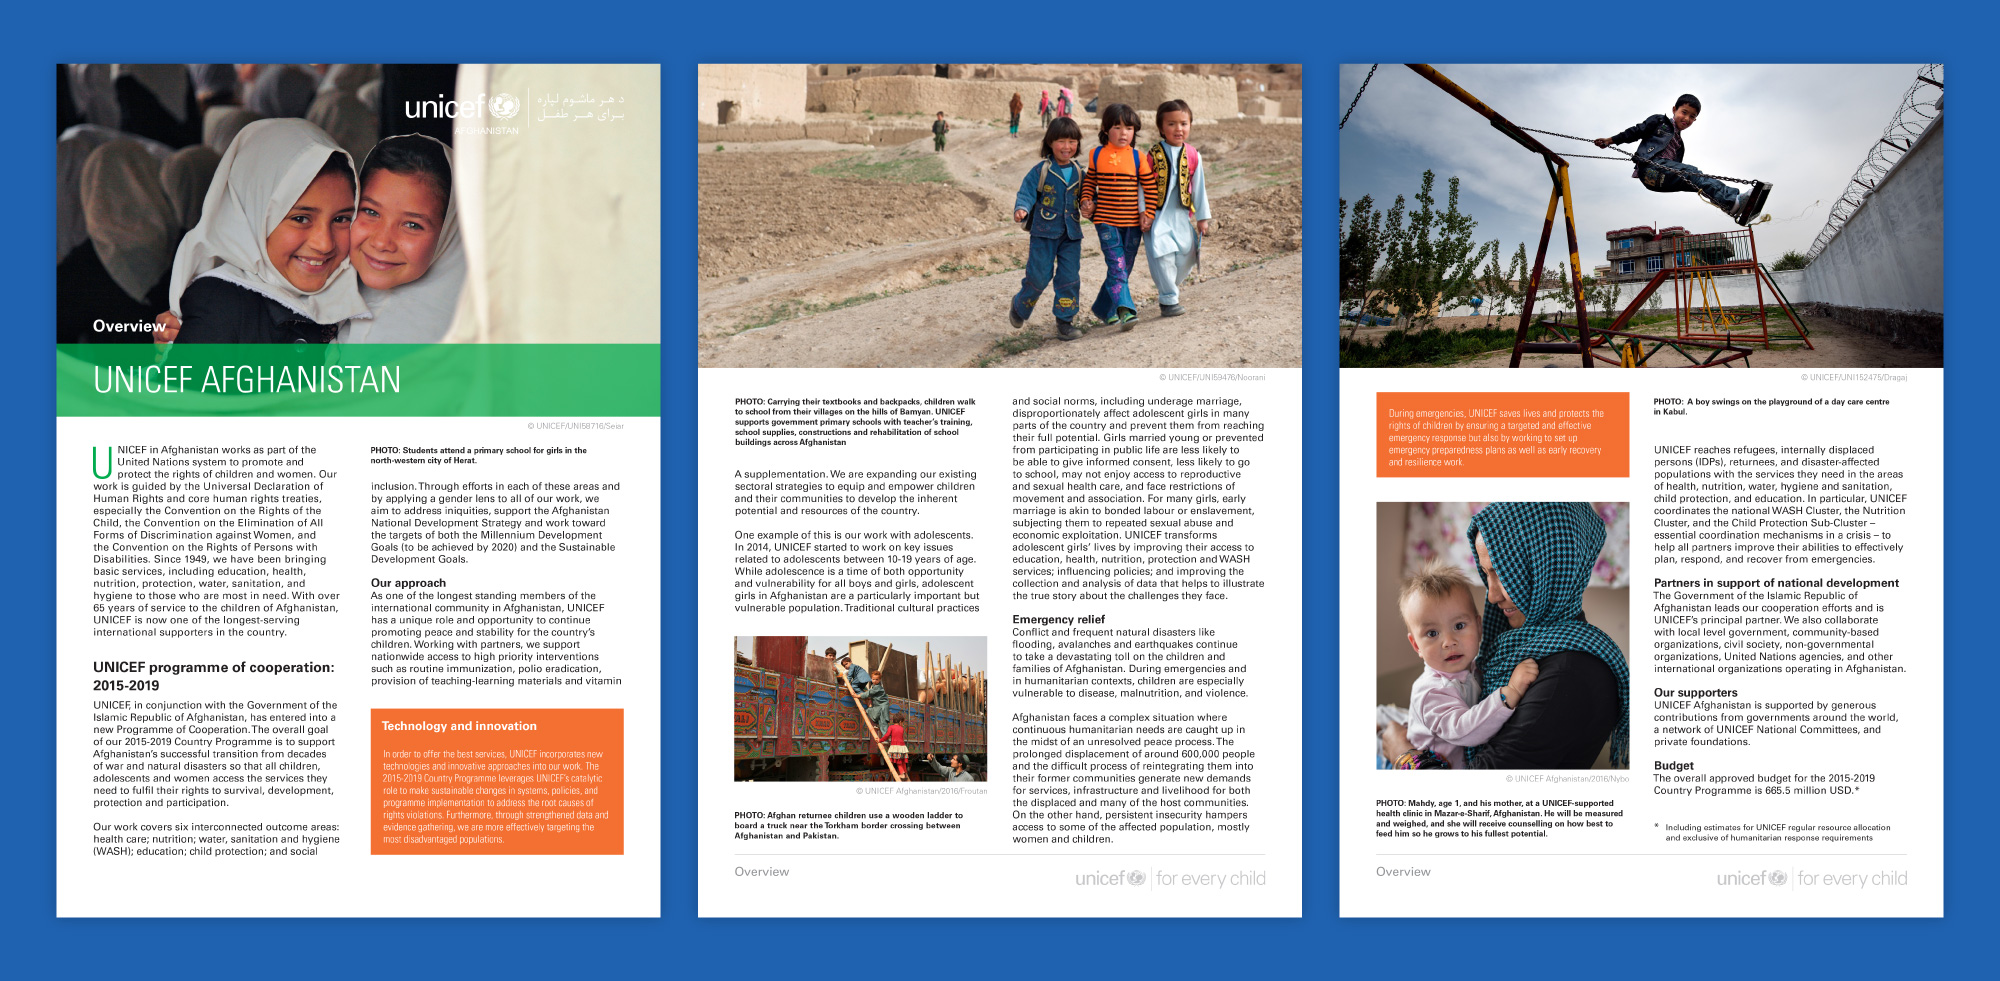 unicef
AFGHANISTAN
د هر ماشوم لپاره
برای هر طفل
Overview
UNICEF AFGHANISTAN
© UNICEF/UNI58716/Seiar
UNICEF in Afghanistan works as part of the
United Nations system to promote and
protect the rights of children and women. Our
work is guided by the Universal Declaration of
Human Rights and core human rights treaties,
especially the Convention on the Rights of the
Child, the Convention on the Elimination of All
Forms of Discrimination against Women, and
the Convention on the Rights of Persons with
Disabilities. Since 1949, we have been bringing
basic services, including education, health,
nutrition, protection, water, sanitation, and
hygiene to those who are most in need. With over
65 years of service to the children of Afghanistan,
UNICEF is now one of the longest-serving
international supporters in the country.
UNICEF programme of cooperation:
2015-2019
UNICEF, in conjunction with the Government of the
Islamic Republic of Afghanistan, has entered into a
new Programme of Cooperation. The overall goal
of our 2015-2019 Country Programme is to support
Afghanistan's successful transition from decades
of war and natural disasters so that all children,
adolescents and women access the services they
need to fulfil their rights to survival, development,
protection and participation.
Our work covers six interconnected outcome areas:
health care; nutrition; water, sanitation and hygiene
(WASH); education; child protection; and social
PHOTO: Students attend a primary school for girls in the
north-western city of Herat.
inclusion. Through efforts in each of these areas and
by applying a gender lens to all of our work, we
aim to address iniquities, support the Afghanistan
National Development Strategy and work toward
the targets of both the Millennium Development
Goals (to be achieved by 2020) and the Sustainable
Development Goals.
Our approach
As one of the longest standing members of the
international community in Afghanistan, UNICEF
has a unique role and opportunity to continue
promoting peace and stability for the country's
children. Working with partners, we support
nationwide access to high priority interventions
such as routine immunization, polio eradication,
provision of teaching-learning materials and vitamin
Technology and innovation
In order to offer the best services, UNICEF incorporates new
technologies and innovative approaches into our work. The
2015-2019 Country Programme leverages UNICEF's catalytic
role to make sustainable changes in systems, policies, and
programme implementation to address the root causes of
rights violations. Furthermore, through strengthened data and
evidence gathering, we are more effectively targeting the
most disadvantaged populations.
© UNICEF/UNI59476/Noorani
PHOTO: Carrying their textbooks and backpacks, children walk
to school from their villages on the hills of Bamyan. UNICEF
supports government primary schools with teacher's training,
school supplies, constructions and rehabilitation of school
buildings across Afghanistan
A supplementation. We are expanding our existing
sectoral strategies to equip and empower children
and their communities to develop the inherent
potential and resources of the country.
One example of this is our work with adolescents.
In 2014, UNICEF started to work on key issues
related to adolescents between 10-19 years of age.
While adolescence is a time of both opportunity
and vulnerability for all boys and girls, adolescent
girls in Afghanistan are a particularly important but
vulnerable population. Traditional cultural practices
© UNICEF Afghanistan/2016/Froutan
PHOTO: Afghan returnee children use a wooden ladder to
board a truck near the Torkham border crossing between
Afghanistan and Pakistan.
and social norms, including underage marriage,
disproportionately affect adolescent girls in many
parts of the country and prevent them from reaching
their full potential. Girls married young or prevented
from participating in public life are less likely to
be able to give informed consent, less likely to go
to school, may not enjoy access to reproductive
and sexual health care, and face restrictions of
movement and association. For many girls, early
marriage is akin to bonded labour or enslavement,
subjecting them to repeated sexual abuse and
economic exploitation. UNICEF transforms
adolescent girls' lives by improving their access to
education, health, nutrition, protection and WASH
services; influencing policies; and improving the
collection and analysis of data that helps to illustrate
the true story about the challenges they face.
Emergency relief
Conflict and frequent natural disasters like
flooding, avalanches and earthquakes continue
to take a devastating toll on the children and
families of Afghanistan. During emergencies and
in humanitarian contexts, children are especially
vulnerable to disease, malnutrition, and violence.
Afghanistan faces a complex situation where
continuous humanitarian needs are caught up in
the midst of an unresolved peace process. The
prolonged displacement of around 600,000 people
and the difficult process of reintegrating them into
their former communities generate new demands
for services, infrastructure and livelihood for both
the displaced and many of the host communities.
On the other hand, persistent insecurity hampers
access to some of the affected population, mostly
women and children.
Overview
unicef for every child
© UNICEF/UNI152475/Dragaj
During emergencies, UNICEF saves lives and protects the
rights of children by ensuring a targeted and effective
emergency response but also by working to set up
emergency preparedness plans as well as early recovery
and resilience work.
© UNICEF Afghanistan/2016/Nybo
PHOTO: Mahdy, age 1, and his mother, at a UNICEF-supported
health clinic in Mazar-e-Sharif, Afghanistan. He will be measured
and weighed, and she will receive counselling on how best to
feed him so he grows to his fullest potential.
PHOTO: A boy swings on the playground of a day care centre
in Kabul.
UNICEF reaches refugees, internally displaced
persons (IDPs), returnees, and disaster-affected
populations with the services they need in the areas
of health, nutrition, water, hygiene and sanitation,
child protection, and education. In particular, UNICEF
coordinates the national WASH Cluster, the Nutrition
Cluster, and the Child Protection Sub-Cluster –
essential coordination mechanisms in a crisis – to
help all partners improve their abilities to effectively
plan, respond, and recover from emergencies.
Partners in support of national development
The Government of the Islamic Republic of
Afghanistan leads our cooperation efforts and is
UNICEF's principal partner. We also collaborate
with local level government, community-based
organizations, civil society, non-governmental
organizations, United Nations agencies, and other
international organizations operating in Afghanistan.
Our supporters
UNICEF Afghanistan is supported by generous
contributions from governments around the world,
a network of UNICEF National Committees, and
private foundations.
Budget
The overall approved budget for the 2015-2019
Country Programme is 665.5 million USD.*
* Including estimates for UNICEF regular resource allocation
and exclusive of humanitarian response requirements
Overview
unicef for every child